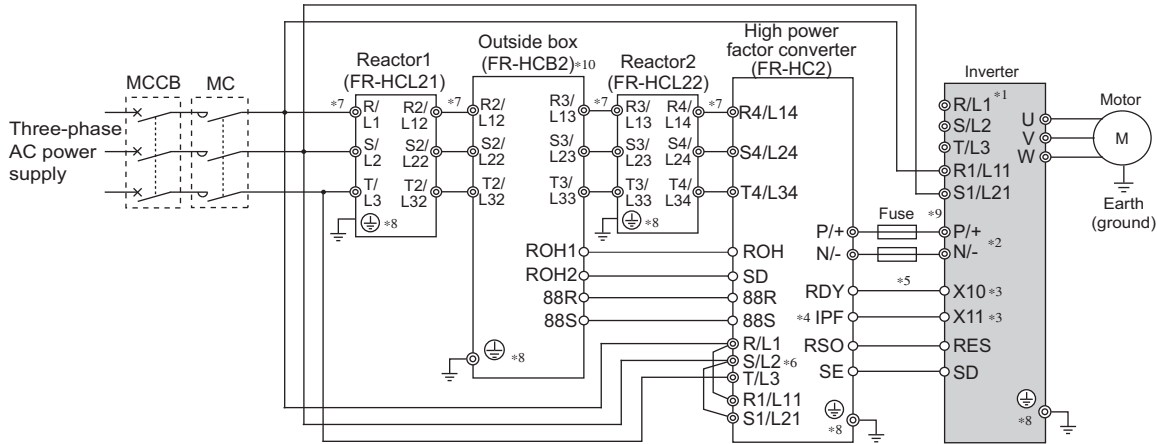 MCCB
MC
Three-phase
AC power
supply
Reactor1
(FR-HCL21)
*7
R/
L1
R2/
L12
S/
L2
S2/
L22
T/
L3
T2/
L32
*8
Outside box
(FR-HCB2)*10
*7
R2/
L12
R3/
L13
S2/
L22
S3/
L23
T2/
L32
T3/
L33
ROH1
ROH2
88R
88S
*8
Reactor2
(FR-HCL22)
*7
R3/
L13
R4/
L14
S3/
L23
S4/
L24
T3/
L33
T4/
L34
*8
High power
factor converter
(FR-HC2)
*7
R4/L14
S4/L24
T4/L34
P/+
N/-
ROH
SD
RDY
88R
*4 IPF
88S
RSO
R/L1
SE
S/L2*6
T/L3
R1/L11
S1/L21
*8
Fuse
*9
*5
Inverter
R/L1*1
S/L2
T/L3
R1/L11
S1/L21
P/+
N/-
*2
X10*3
X11*3
RES
SD
U
V
W
*8
Motor
M
Earth
(ground)